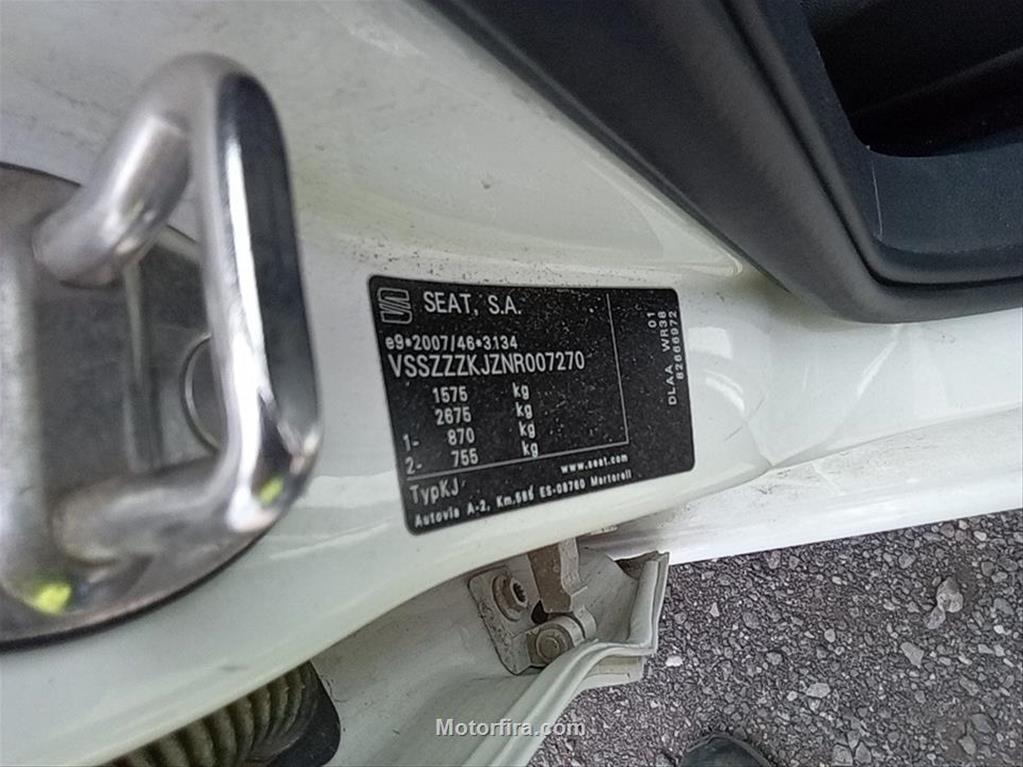 SEAT, S.A.
e9*2007/46*3134
VSSZZZKJZNR007270
1575 kg
2675 kg
1- 870 kg
2- 755 kg
TypKJ
www.seat.com
Autovia A-2, Km.585 ES-08760 Martorell
01
DLAA WR38
82666972
Motorfira.com